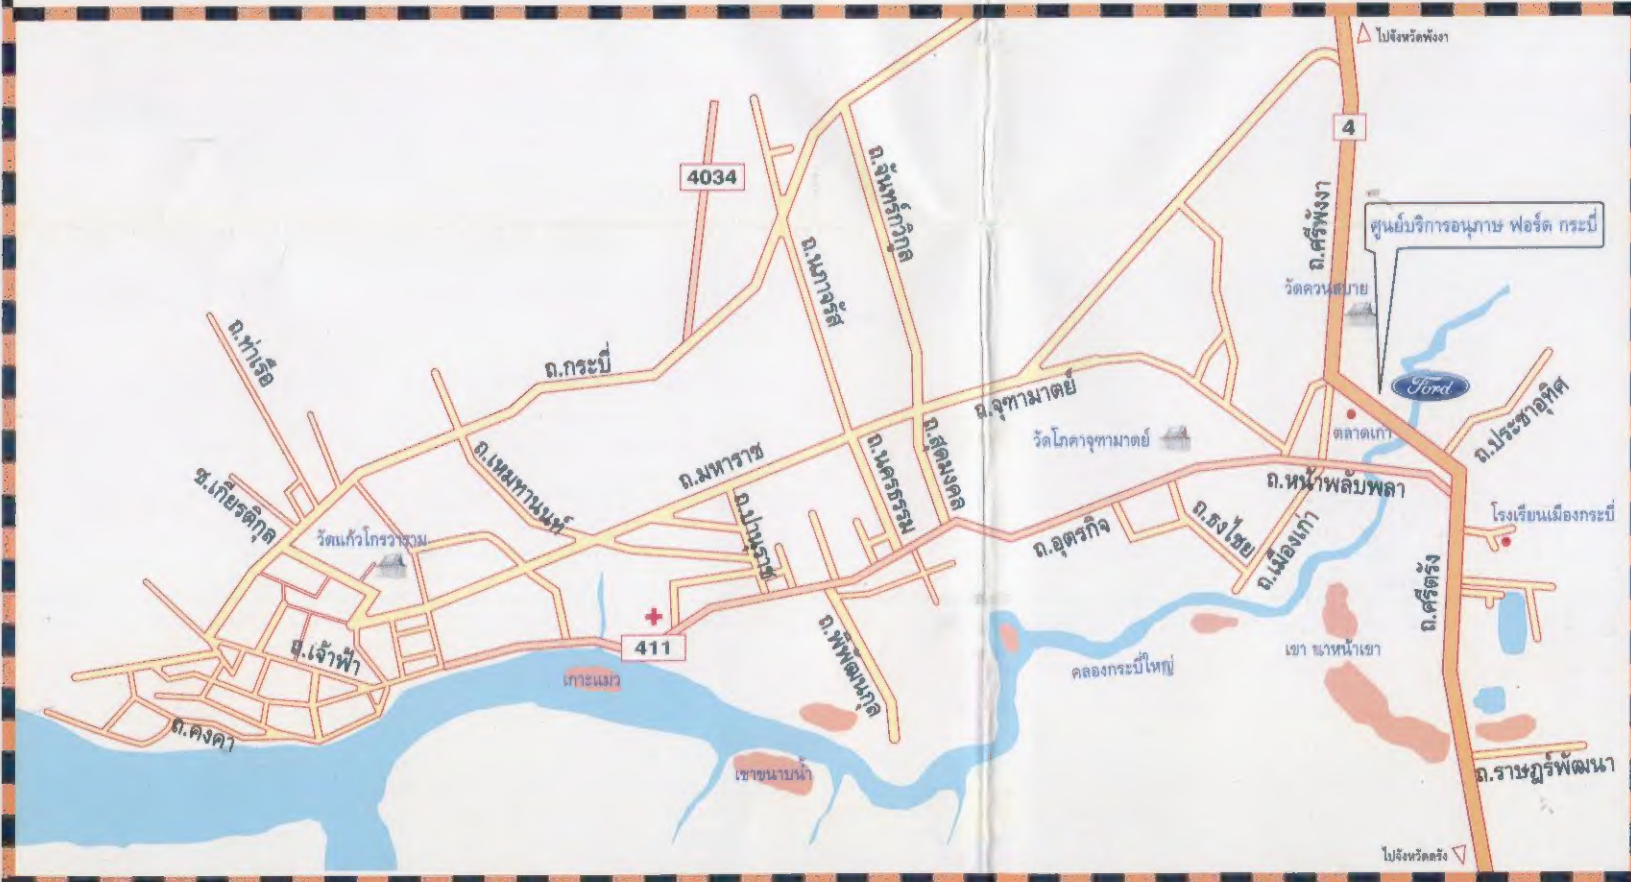 ไปจังหวัดพังงา
4
4034
ถ.จันทร์กวีกุล
ถ.ศรีพังงา
ศูนย์บริการอนุภาษ ฟอร์ด กระบี่
ถ.นภาจรัส
วัดควนสบาย
ถ.ท่าเรือ
ถ.กระบี่
Ford
ถ.จุฑามาตย์
ถ.ประชาอุทิศ
ตลาดเก่า
วัดโภคาจุฑามาตย์
ถ.สุดมงคล
ถ.นครธรรม
ถ.มหาราช
ถ.เหมหานนท์
ซ.เกียรติกุล
ถ.หน้าพลับพลา
ถ.ปานุราช
โรงเรียนเมืองกระบี่
วัดแก้วโกรวาราม
ถ.ธงไชย
ถ.อุตรกิจ
ถ.เมืองเก่า
ถ.ศรีตรัง
411
ถ.เจ้าฟ้า
ถ.พิพัฒนกุล
เขา นาหน้าเขา
คลองกระบี่ใหญ่
เกาะแมว
ถ.คงคา
เขาขนาบน้ำ
ถ.ราษฎร์พัฒนา
ไปจังหวัดตรัง